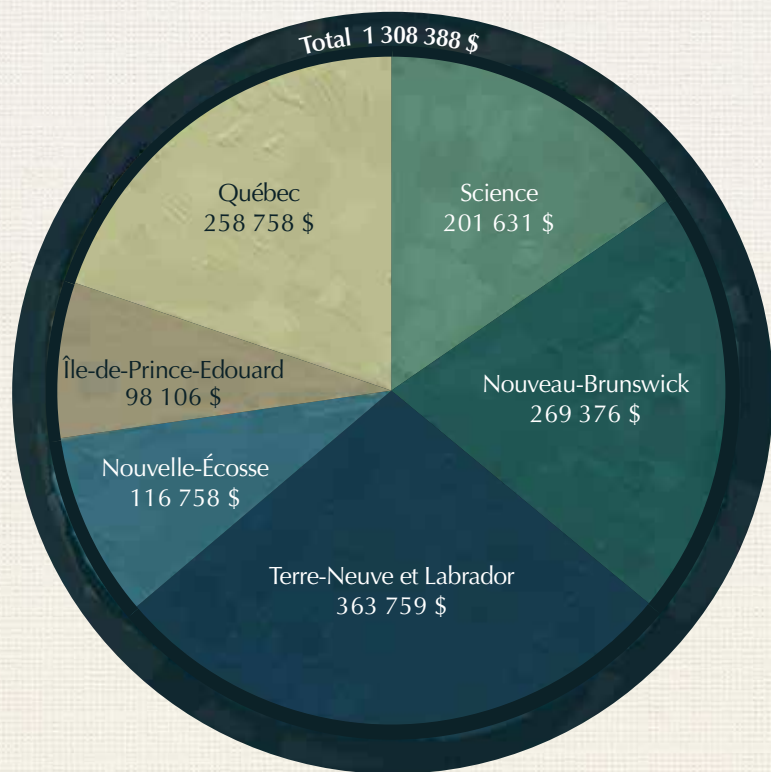 Total 1 308 388 $
Québec
258 758 $
Science
201 631 $
Île-de-Prince-Edouard
98 106 $
Nouveau-Brunswick
269 376 $
Nouvelle-Écosse
116 758 $
Terre-Neuve et Labrador
363 759 $